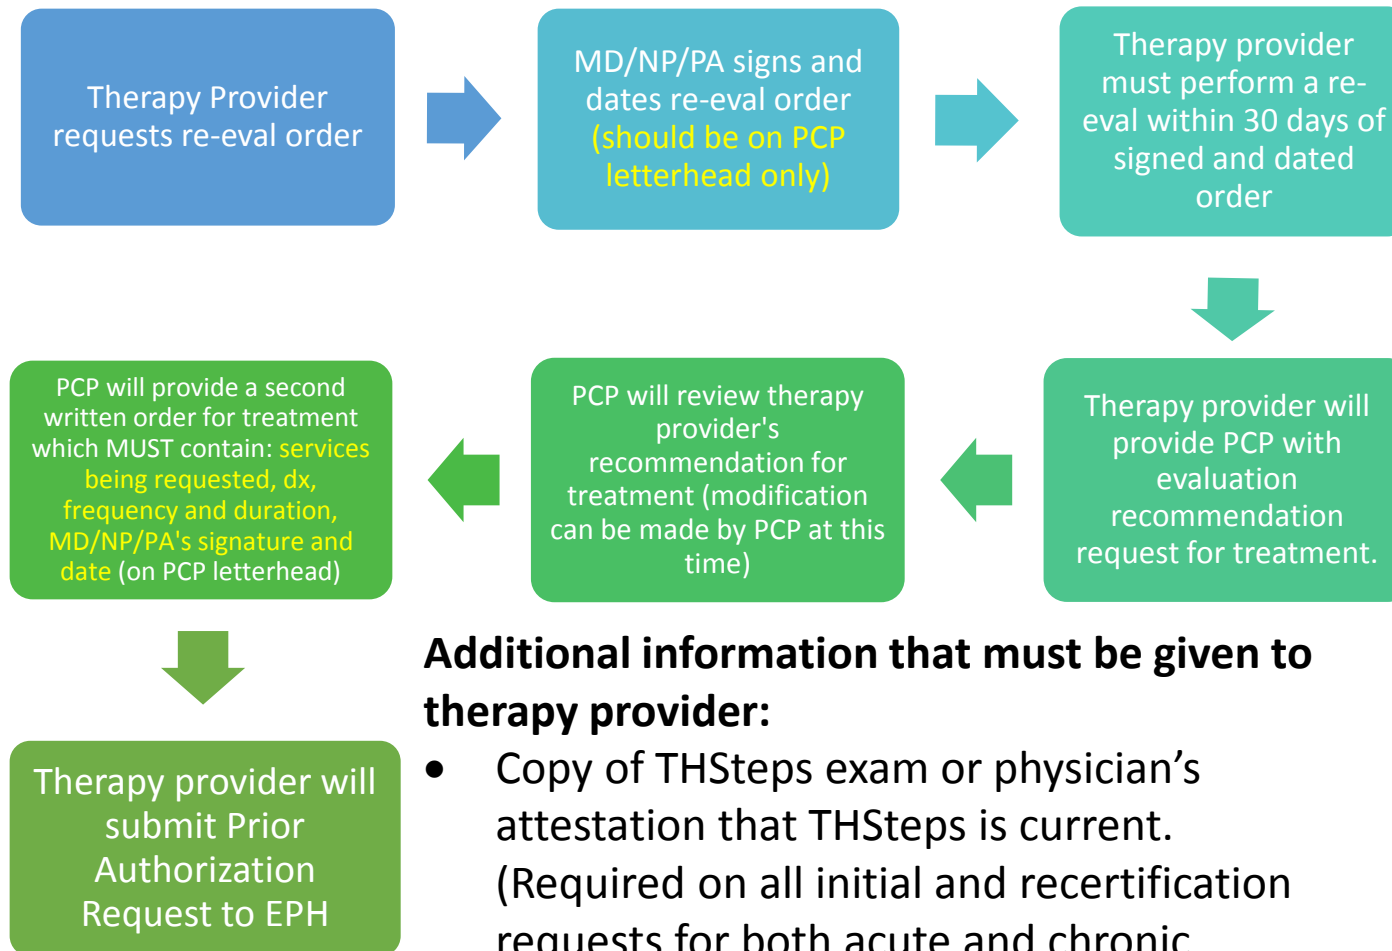 Therapy Provider
requests re-eval order
MD/NP/PA signs and
dates re-eval order
(should be on PCP
letterhead only)
Therapy provider
must perform a re-
eval within 30 days of
signed and dated
order
Therapy provider will
provide PCP with
evaluation
recommendation
request for treatment.
PCP will review therapy
provider's
recommendation for
treatment (modification
can be made by PCP at this
time)
PCP will provide a second
written order for treatment
which MUST contain: services
being requested, dx,
frequency and duration,
MD/NP/PA's signature and
date (on PCP letterhead)
Therapy provider will
submit Prior
Authorization
Request to EPH
Additional information that must be given to
therapy provider:
• Copy of THSteps exam or physician’s
attestation that THSteps is current.
(Required on all initial and recertification
requests for both acute and chronic